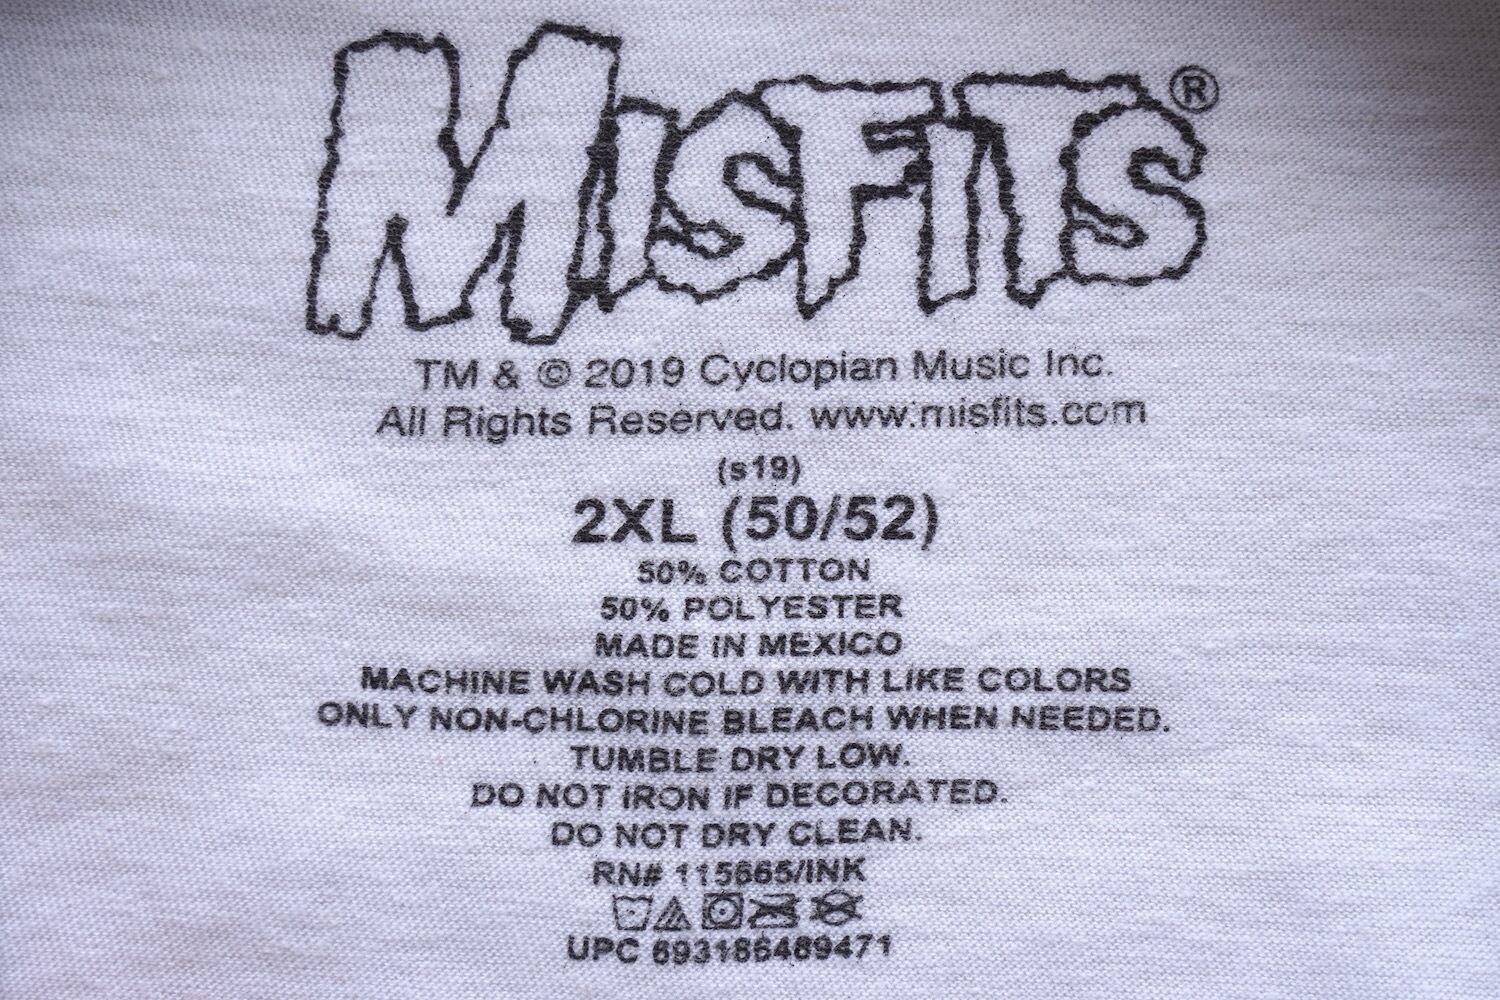 MISFITS®
TM & © 2019 Cyclopian Music Inc.
All Rights Reserved. www.misfits.com
(s19)
2XL (50/52)
50% COTTON
50% POLYESTER
MADE IN MEXICO
MACHINE WASH COLD WITH LIKE COLORS
ONLY NON-CHLORINE BLEACH WHEN NEEDED.
TUMBLE DRY LOW.
DO NOT IRON IF DECORATED.
DO NOT DRY CLEAN.
RN# 115665/INK
UPC 693186489471